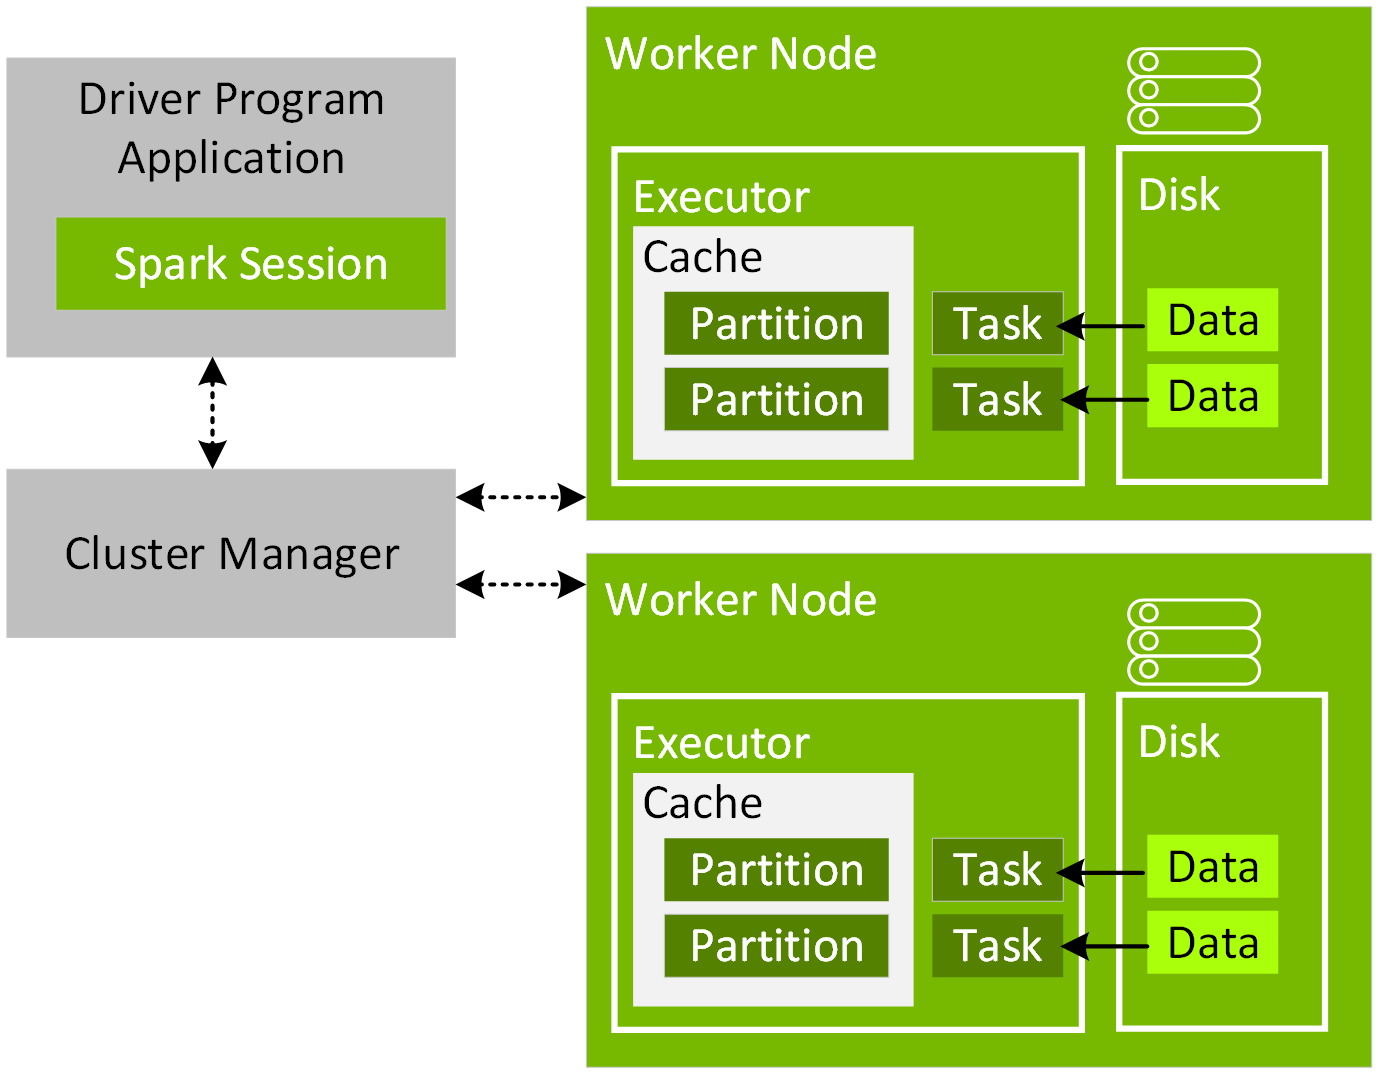 Driver Program
Application
Spark Session
Cluster Manager
Worker Node
Executor
Cache
Partition
Partition
Task
Task
Disk
Data
Data
Worker Node
Executor
Cache
Partition
Partition
Task
Task
Disk
Data
Data